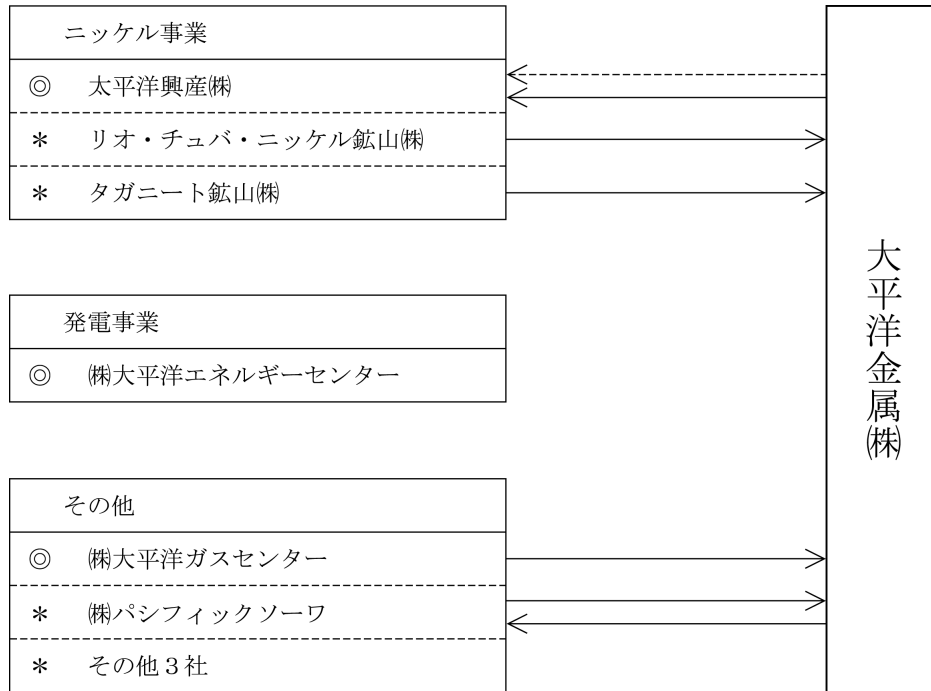 ニッケル事業
◎ 太平洋興産㈱
＊ リオ・チュバ・ニッケル鉱山㈱
＊ タガニート鉱山㈱
発電事業
◎ ㈱大平洋エネルギーセンター
その他
◎ ㈱大平洋ガスセンター
＊ ㈱パシフィックソーワ
＊ その他３社
大平洋金属㈱